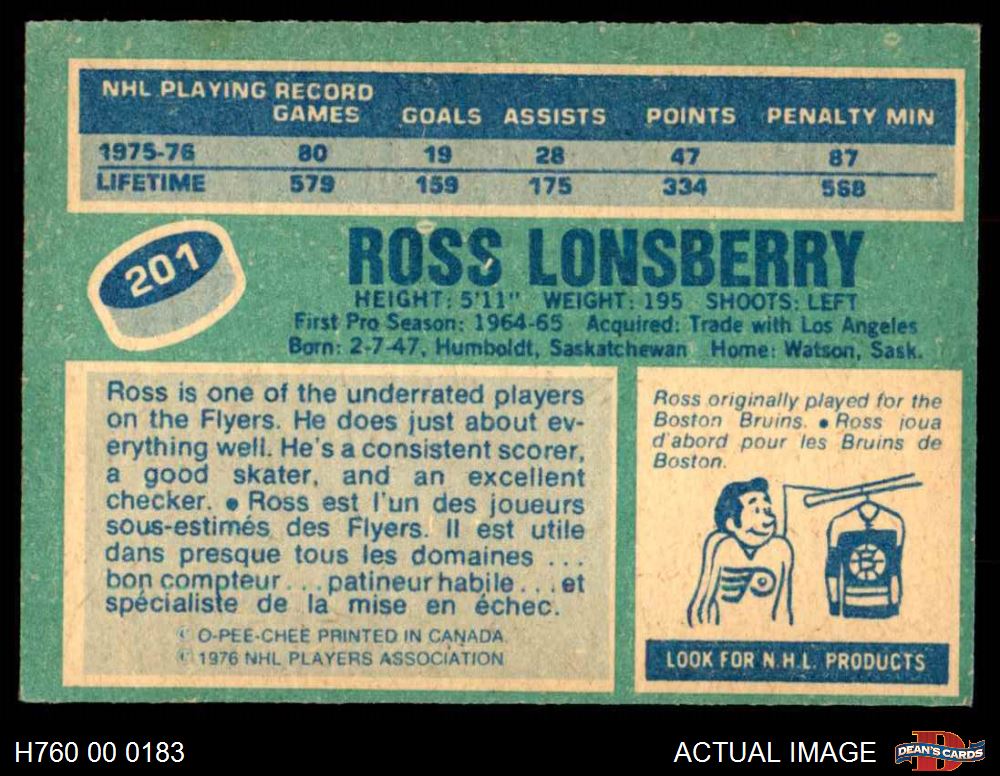 NHL PLAYING RECORD
GAMES GOALS ASSISTS POINTS PENALTY MIN
1975-76 80 19 28 47 87
LIFETIME 579 159 175 334 568
201
ROSS LONSBERRY
HEIGHT: 5'11" WEIGHT: 195 SHOOTS: LEFT
First Pro Season: 1964-65 Acquired: Trade with Los Angeles
Born: 2-7-47, Humboldt, Saskatchewan Home: Watson, Sask.
Ross is one of the underrated players
on the Flyers. He does just about ev-
erything well. He's a consistent scorer,
a good skater, and an excellent
checker. • Ross est l'un des joueurs
sous-estimés des Flyers. Il est utile
dans presque tous les domaines ...
bon compteur ... patineur habile ... et
spécialiste de la mise en échec.
© O-PEE-CHEE PRINTED IN CANADA.
© 1976 NHL PLAYERS ASSOCIATION
Ross originally played for the
Boston Bruins. • Ross joua
d'abord pour les Bruins de
Boston.
B
LOOK FOR N.H.L. PRODUCTS
H760 00 0183
ACTUAL IMAGE
D
DEAN'S CARDS